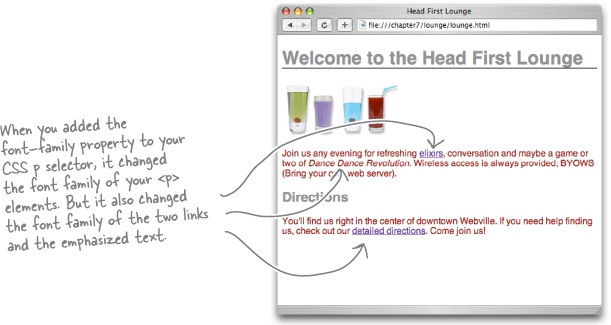 Head First Lounge
file:///chapter7/lounge/lounge.html
Welcome to the Head First Lounge
Join us any evening for refreshing elixirs, conversation and maybe a game or
two of Dance Dance Revolution. Wireless access is always provided; BYOWS
(Bring your own web server).
Directions
You'll find us right in the center of downtown Webville. If you need help finding
us, check out our detailed directions. Come join us!
When you added the
font-family property to your
CSS p selector, it changed
the font family of your <p>
elements. But it also changed
the font family of the two links
and the emphasized text.